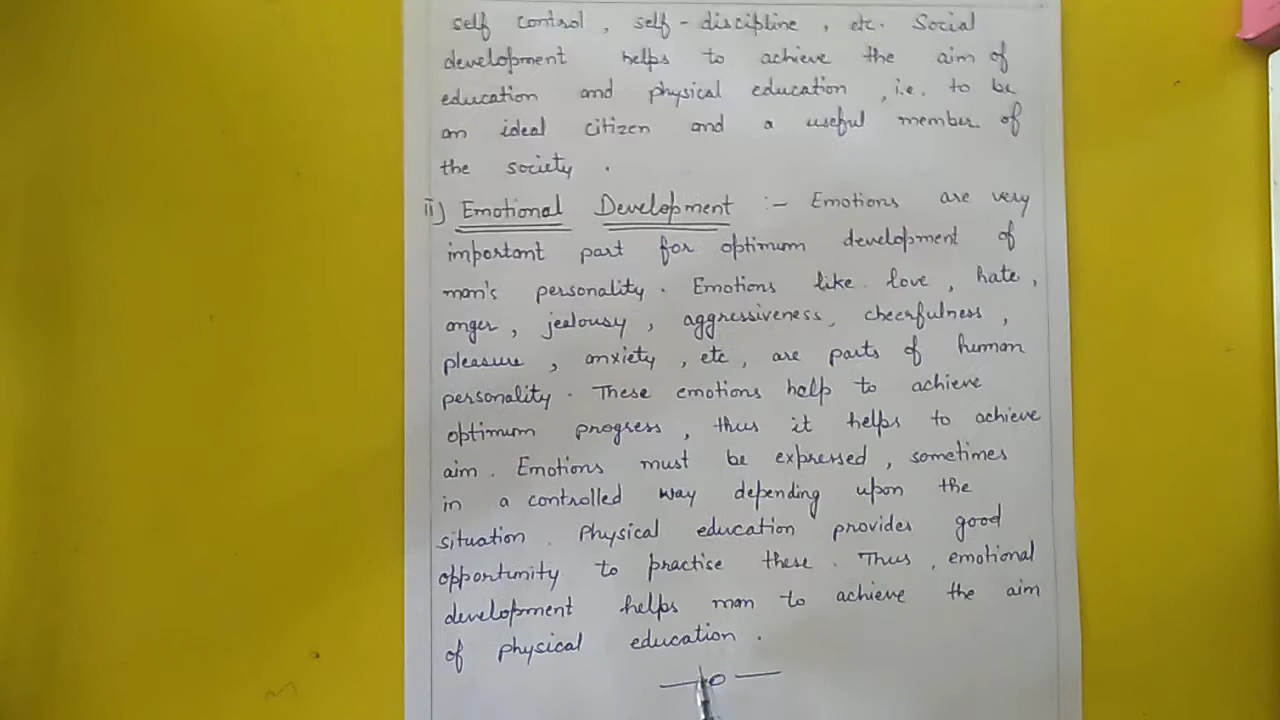 self control, self-discipline, etc. Social
development helps to achieve the aim of
education and physical education, i.e. to be
an ideal citizen and a useful member of
the society.
ii) Emotional Development :- Emotions are very
important part for optimum development of
man's personality. Emotions like love, hate,
anger, jealousy, aggressiveness, cheerfulness,
pleasure, anxiety, etc, are parts of human
personality. These emotions help to achieve
optimum progress, thus it helps to achieve
aim. Emotions must be expressed, sometimes
in a controlled way depending upon the
situation. Physical education provides good
opportunity to practise these. Thus, emotional
development helps man to achieve the aim
of physical education.
—o—